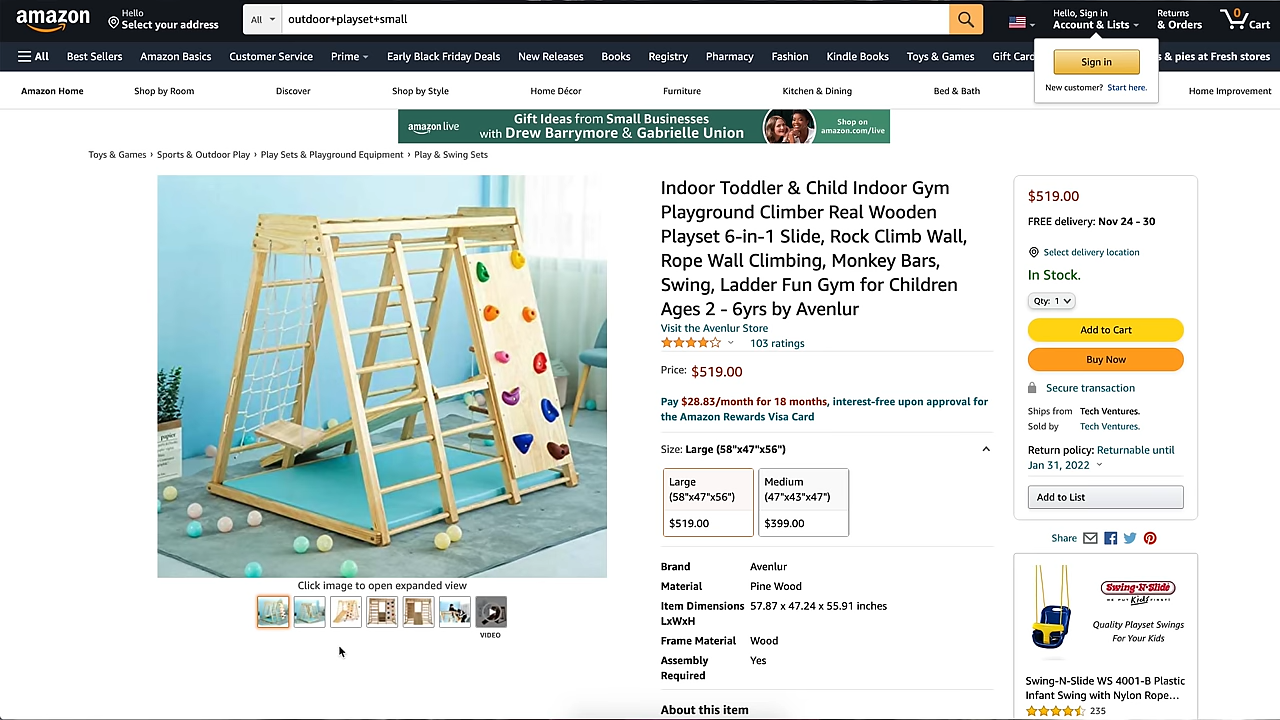 amazon
Hello
Select your address
All
outdoor+playset+small
Hello, Sign in
Account & Lists
Returns
& Orders
0
Cart
All
Best Sellers
Amazon Basics
Customer Service
Prime
Early Black Friday Deals
New Releases
Books
Registry
Pharmacy
Fashion
Kindle Books
Toys & Games
Gift Card
s & pies at Fresh stores
Sign in
New customer? Start here.
Amazon Home
Shop by Room
Discover
Shop by Style
Home Décor
Furniture
Kitchen & Dining
Bed & Bath
Home Improvement
amazon live
Gift Ideas from Small Businesses
with Drew Barrymore & Gabrielle Union
Shop on
amazon.com/live
Toys & Games › Sports & Outdoor Play › Play Sets & Playground Equipment › Play & Swing Sets
Indoor Toddler & Child Indoor Gym
Playground Climber Real Wooden
Playset 6-in-1 Slide, Rock Climb Wall,
Rope Wall Climbing, Monkey Bars,
Swing, Ladder Fun Gym for Children
Ages 2 - 6yrs by Avenlur
Visit the Avenlur Store
103 ratings
Price: $519.00
Pay $28.83/month for 18 months, interest-free upon approval for
the Amazon Rewards Visa Card
Size: Large (58"x47"x56")
Large
(58"x47"x56")
$519.00
Medium
(47"x43"x47")
$399.00
Brand Avenlur
Material Pine Wood
Item Dimensions 57.87 x 47.24 x 55.91 inches
LxWxH
Frame Material Wood
Assembly Yes
Required
About this item
papier
Click image to open expanded view
VIDEO
$519.00
FREE delivery: Nov 24 - 30
Select delivery location
In Stock.
Qty: 1
Add to Cart
Buy Now
Secure transaction
Ships from Tech Ventures.
Sold by Tech Ventures.
Return policy: Returnable until
Jan 31, 2022
Add to List
Share
Swing-N-Slide
Kids
Quality Playset Swings
For Your Kids
Swing-N-Slide WS 4001-B Plastic
Infant Swing with Nylon Rope...
235